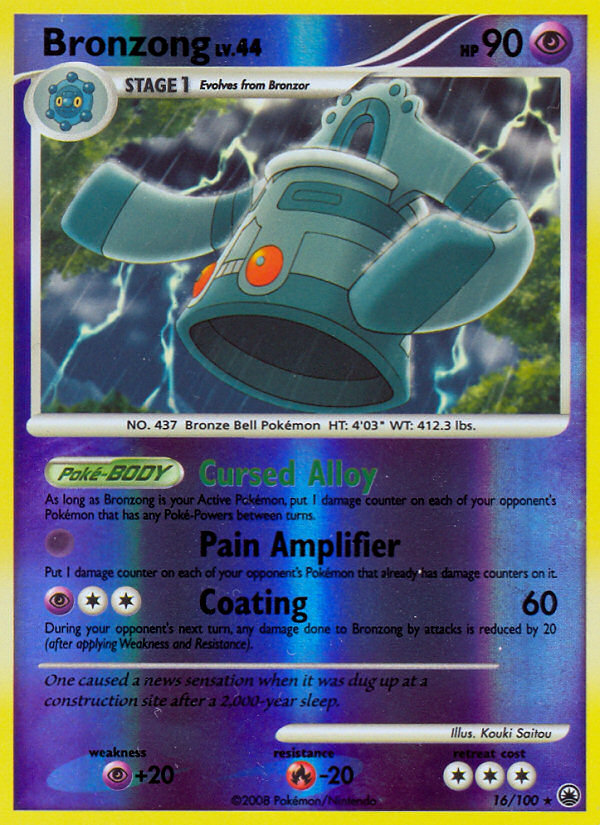 Bronzong LV.44 HP 90
STAGE 1 Evolves from Bronzor
NO. 437 Bronze Bell Pokémon HT: 4'03" WT: 412.3 lbs.
Poké-BODY Cursed Alloy
As long as Bronzong is your Active Pokémon, put 1 damage counter on each of your opponent's
Pokémon that has any Poké-Powers between turns.
Pain Amplifier
Put 1 damage counter on each of your opponent's Pokémon that already has damage counters on it.
Coating 60
During your opponent's next turn, any damage done to Bronzong by attacks is reduced by 20
(after applying Weakness and Resistance).
One caused a news sensation when it was dug up at a
construction site after a 2,000-year sleep.
Illus. Kouki Saitou
weakness resistance retreat cost
+20 -20
©2008 Pokémon/Nintendo 16/100 ★